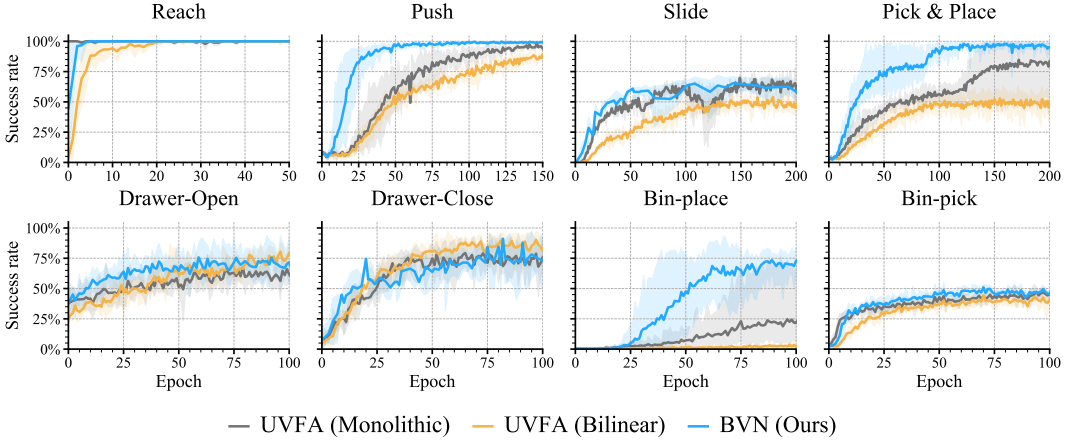 Reach Push Slide Pick & Place
Success rate
100%
75%
50%
25%
0%
0 10 20 30 40 50
0 25 50 75 100 125 150
0 50 100 150 200
0 50 100 150 200
Drawer-Open Drawer-Close Bin-place Bin-pick
Success rate
100%
75%
50%
25%
0%
0 25 50 75 100
0 25 50 75 100
0 25 50 75 100
0 25 50 75 100
Epoch Epoch Epoch Epoch
UVFA (Monolithic) UVFA (Bilinear) BVN (Ours)